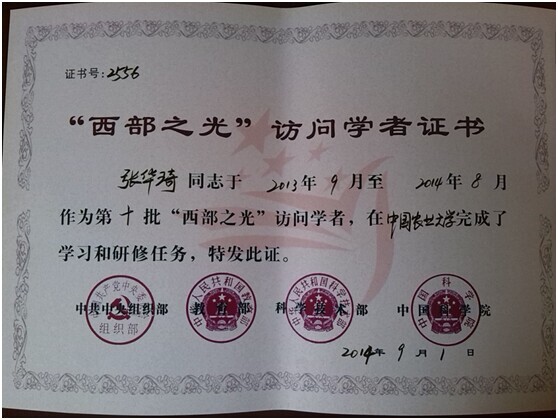 证书号:2556
“西部之光”访问学者证书
张华琦 同志于 2013年9月至 2014年8月
作为第十批“西部之光”访问学者，在中国农业大学完成了
学习和研修任务，特发此证。
中共中央组织部 教育部 科学技术部 中国科学院
组织部
2014年9月1日